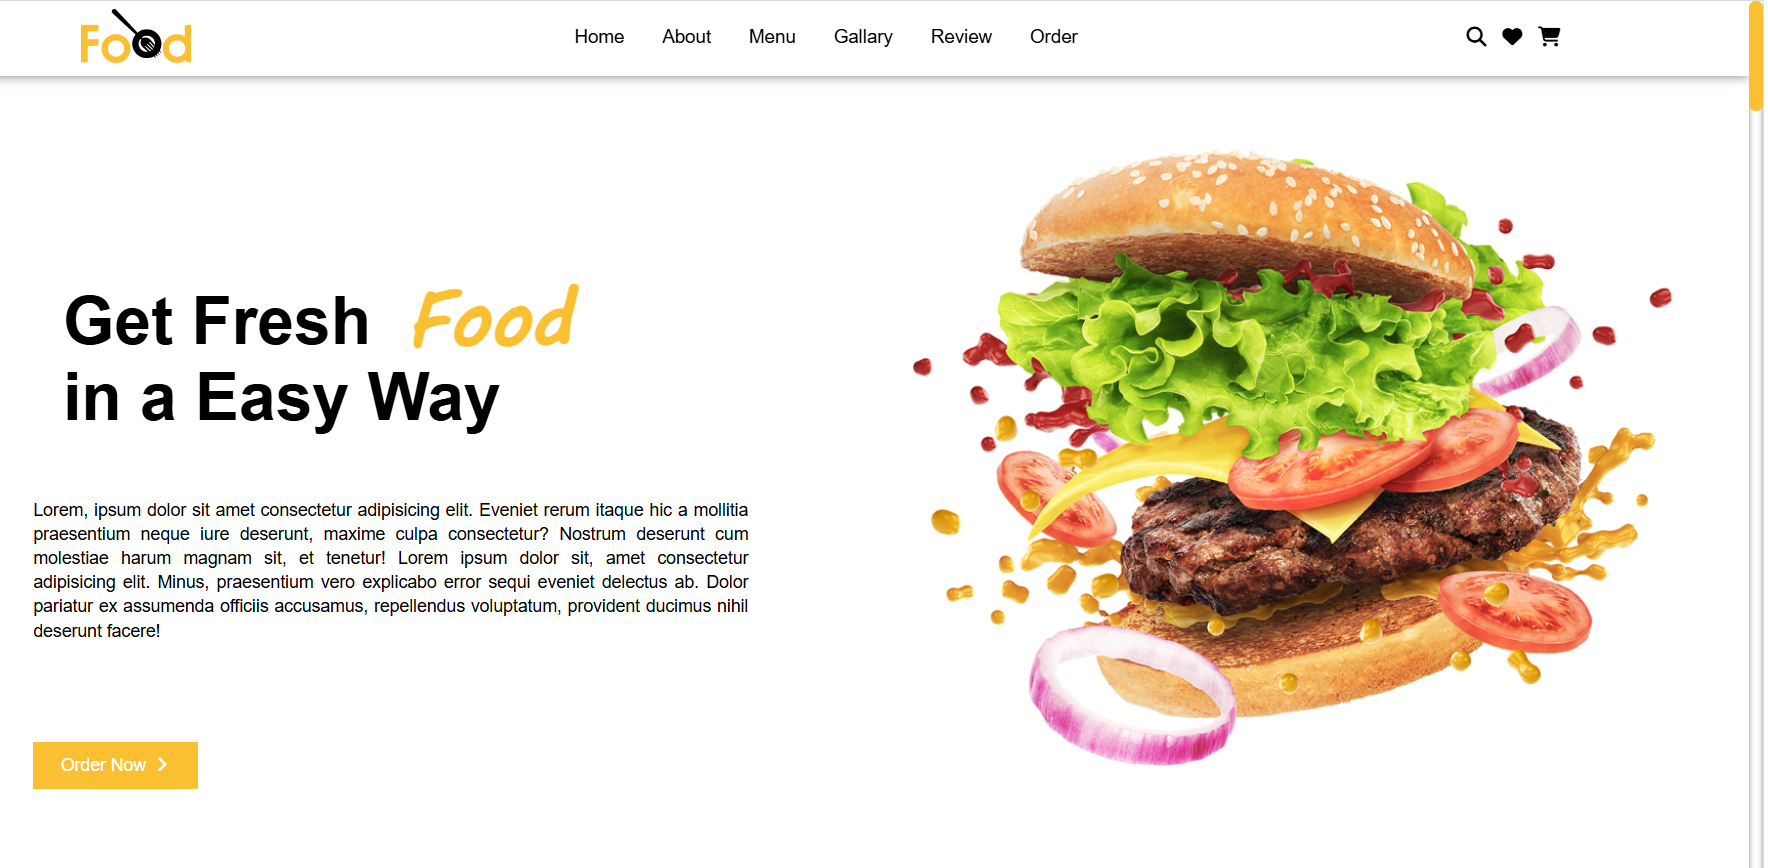 Food
Home About Menu Gallary Review Order
Get Fresh Food
in a Easy Way
Lorem, ipsum dolor sit amet consectetur adipisicing elit. Eveniet rerum itaque hic a mollitia
praesentium neque iure deserunt, maxime culpa consectetur? Nostrum deserunt cum
molestiae harum magnam sit, et tenetur! Lorem ipsum dolor sit, amet consectetur
adipisicing elit. Minus, praesentium vero explicabo error sequi eveniet delectus ab. Dolor
pariatur ex assumenda officiis accusamus, repellendus voluptatum, provident ducimus nihil
deserunt facere!
Order Now